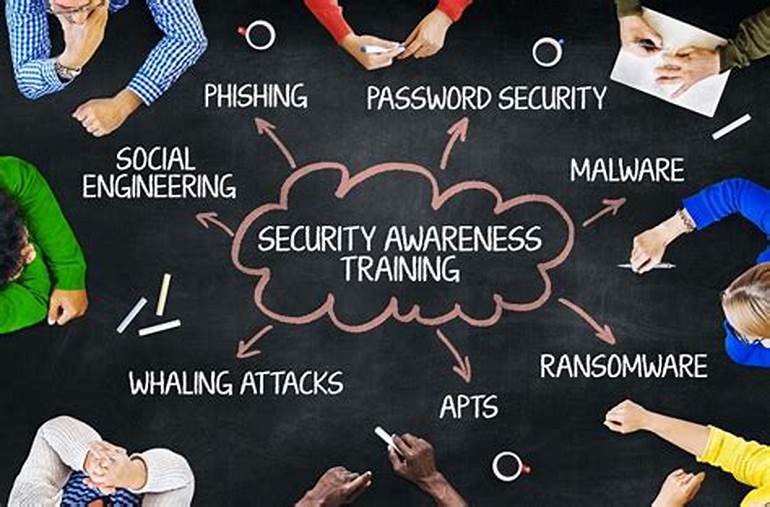 PHISHING
PASSWORD SECURITY
SOCIAL
ENGINEERING
MALWARE
SECURITY AWARENESS
TRAINING
WHALING ATTACKS
APTS
RANSOMWARE